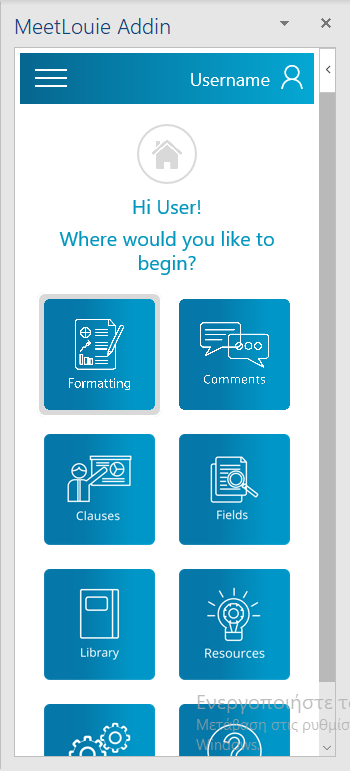 MeetLouie Addin
Username
Hi User!
Where would you like to
begin?
Formatting
Comments
Clauses
Fields
Library
Resources
Ενεργοποιήστε τ
Μετάβαση στις ρυθμίσ
Windows.